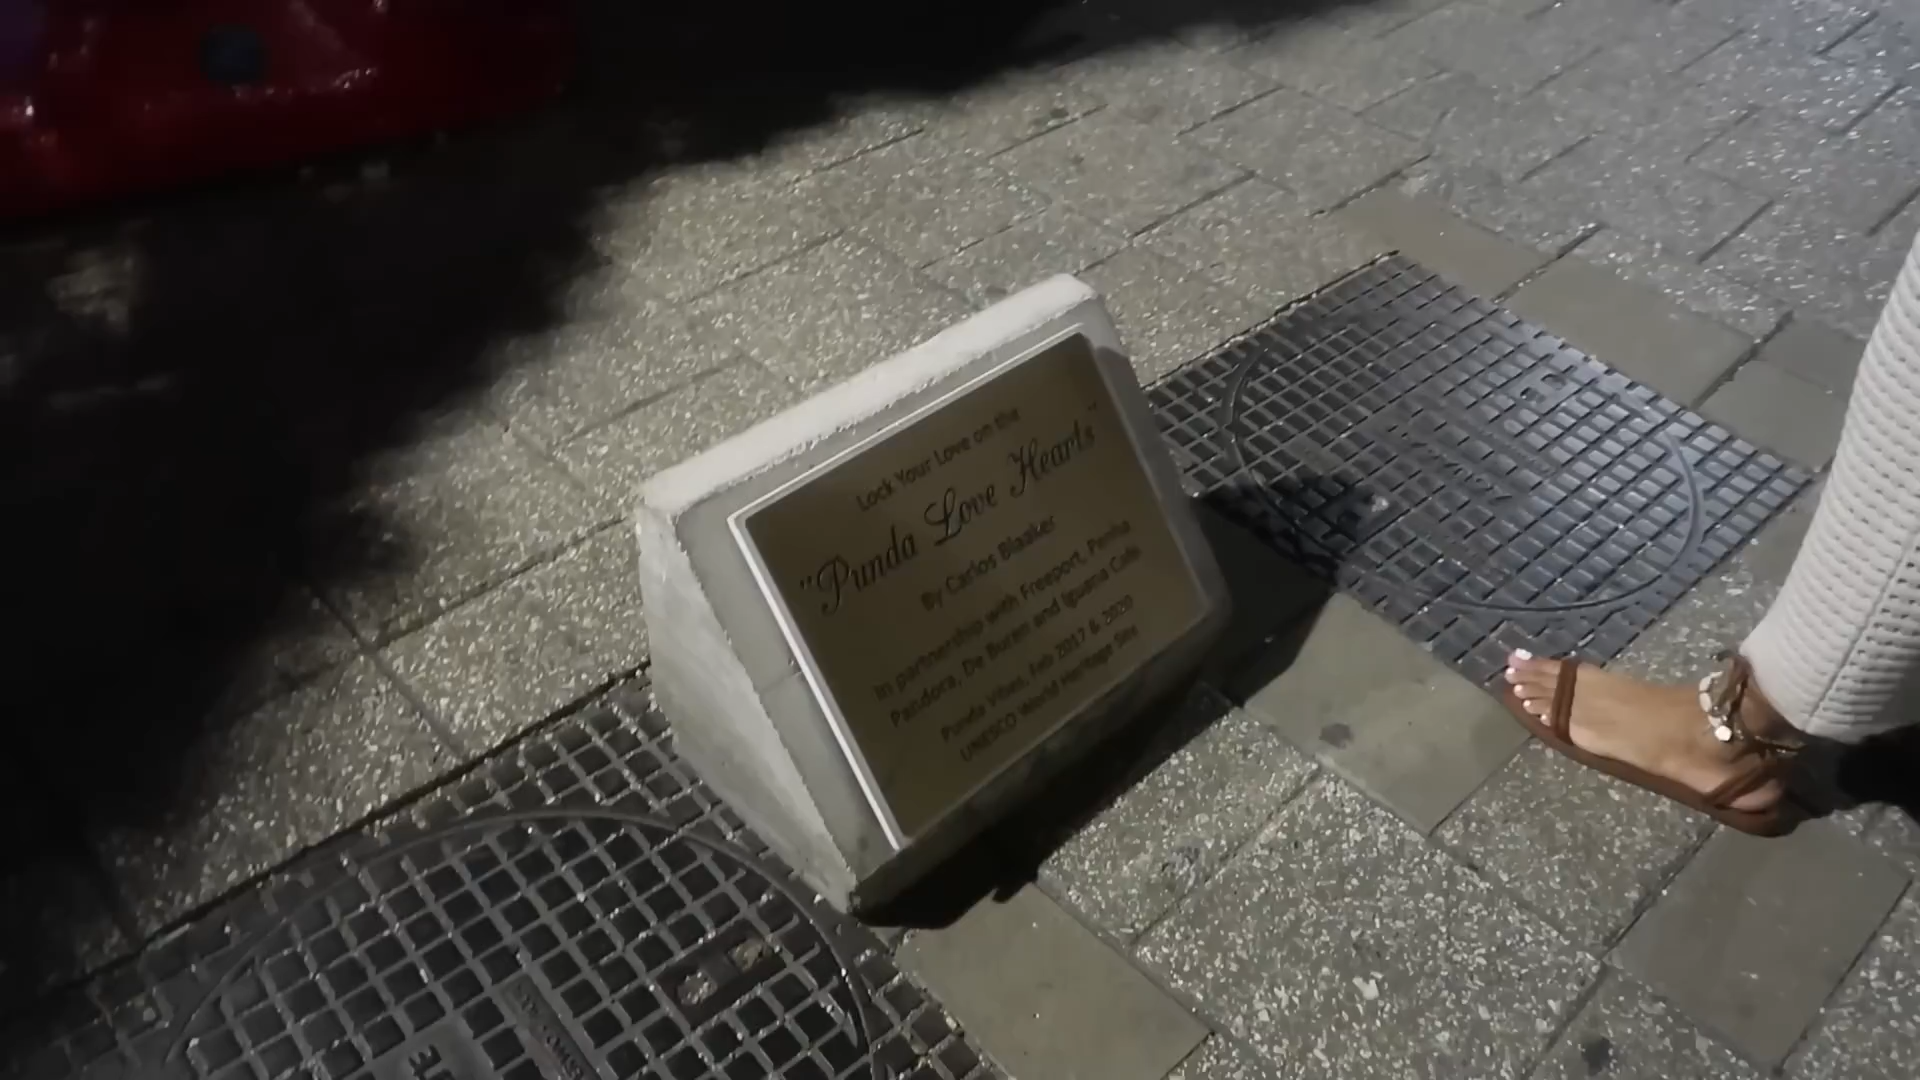 Lock Your Love on the
"Punda Love Hearts"
By Carlos Blaaker
In partnership with Freeport, Penha
Pandora, De Buren and Iguana Cafe
Punda Vibes, Feb 2017 & 2020
UNESCO World Heritage Site